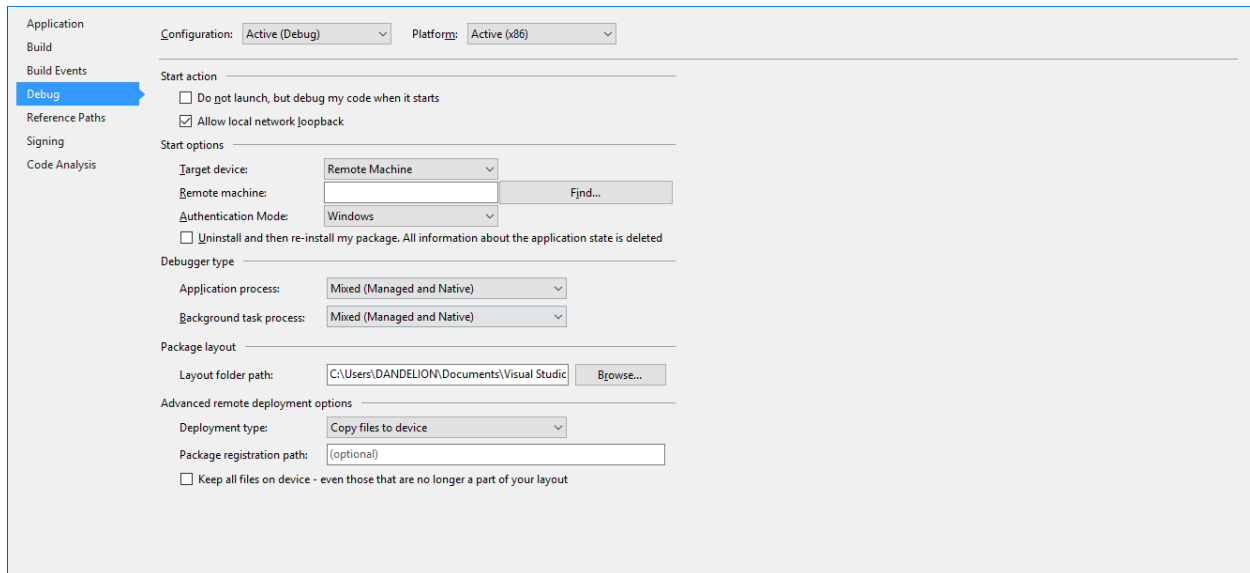 Application
Build
Build Events
Debug
Reference Paths
Signing
Code Analysis
Configuration: Active (Debug) Platform: Active (x86)
Start action
Do not launch, but debug my code when it starts
Allow local network loopback
Start options
Target device: Remote Machine
Remote machine: Find...
Authentication Mode: Windows
Uninstall and then re-install my package. All information about the application state is deleted
Debugger type
Application process: Mixed (Managed and Native)
Background task process: Mixed (Managed and Native)
Package layout
Layout folder path: C:\Users\DANDELION\Documents\Visual Studic Browse...
Advanced remote deployment options
Deployment type: Copy files to device
Package registration path: (optional)
Keep all files on device - even those that are no longer a part of your layout